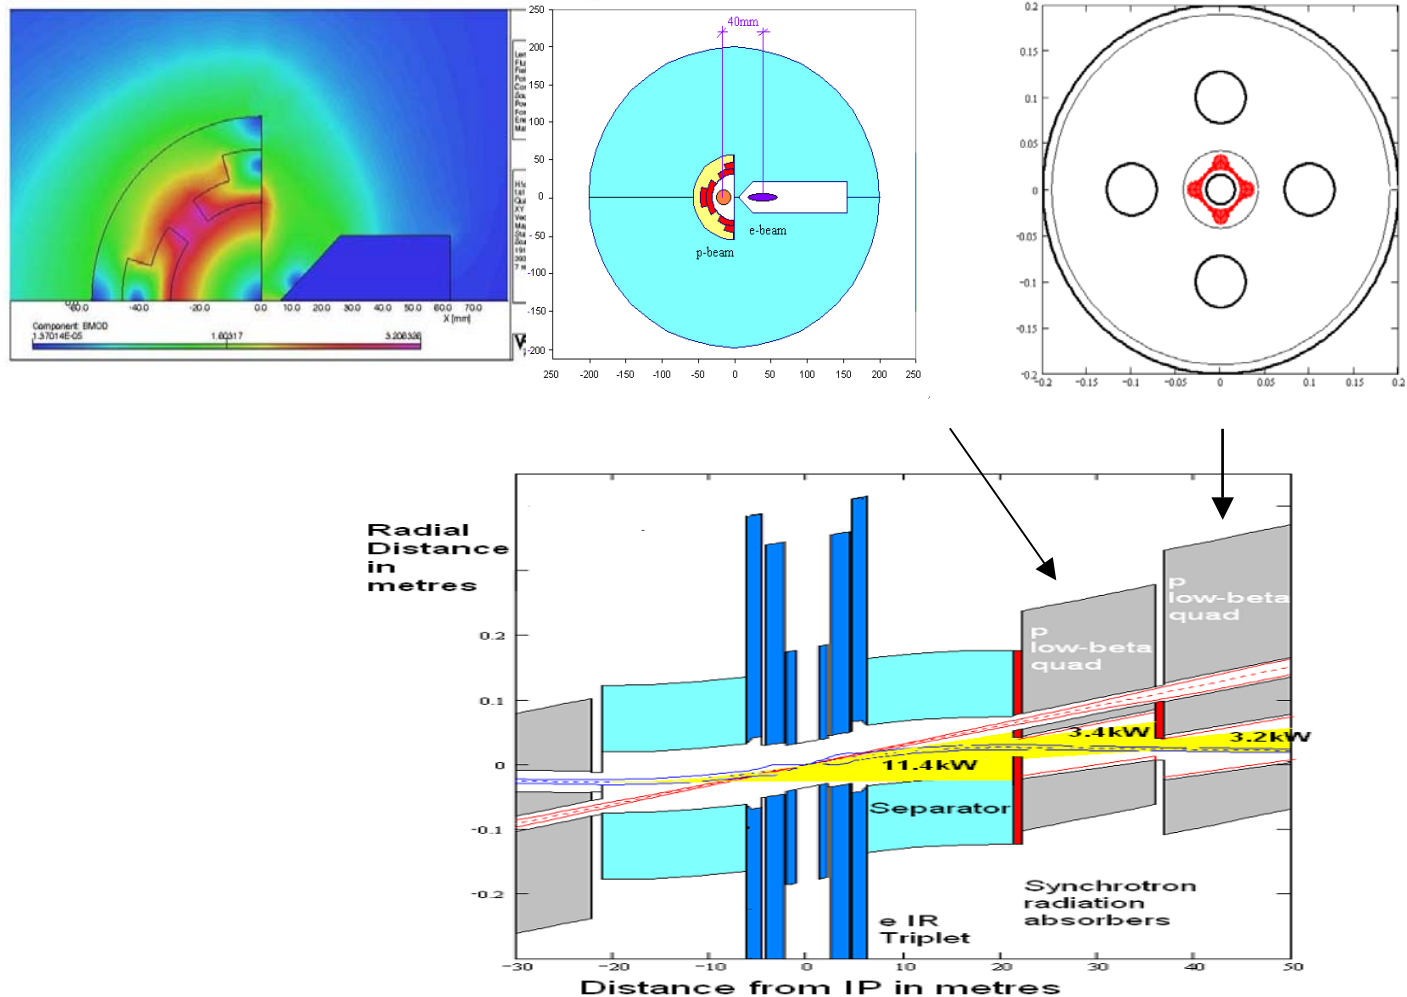 -60.0 -40.0 -20.0 0.0 10.0 20.0 30.0 40.0 50.0 60.0 70.0
X [mm]
Component: BMOD
1.37014E-05 1.60317 3.206326
250
200
150
100
50
0
-50
-100
-150
-200
250 -200 -150 -100 -50 0 50 100 150 200 250
40mm
e-beam
p-beam
0.2
0.15
0.1
0.05
0
-0.05
-0.1
-0.15
-0.2
-0.2 -0.15 -0.1 -0.05 0 0.05 0.1 0.15 0.2
Radial
Distance
in
metres
0.2
0.1
0
-0.1
-0.2
p
low-beta
quad
p
low-beta
quad
3.4kW
3.2kW
11.4kW
Separator
Synchrotron
radiation
absorbers
e IR
Triplet
-30 -20 -10 0 10 20 30 40 50
Distance from IP in metres